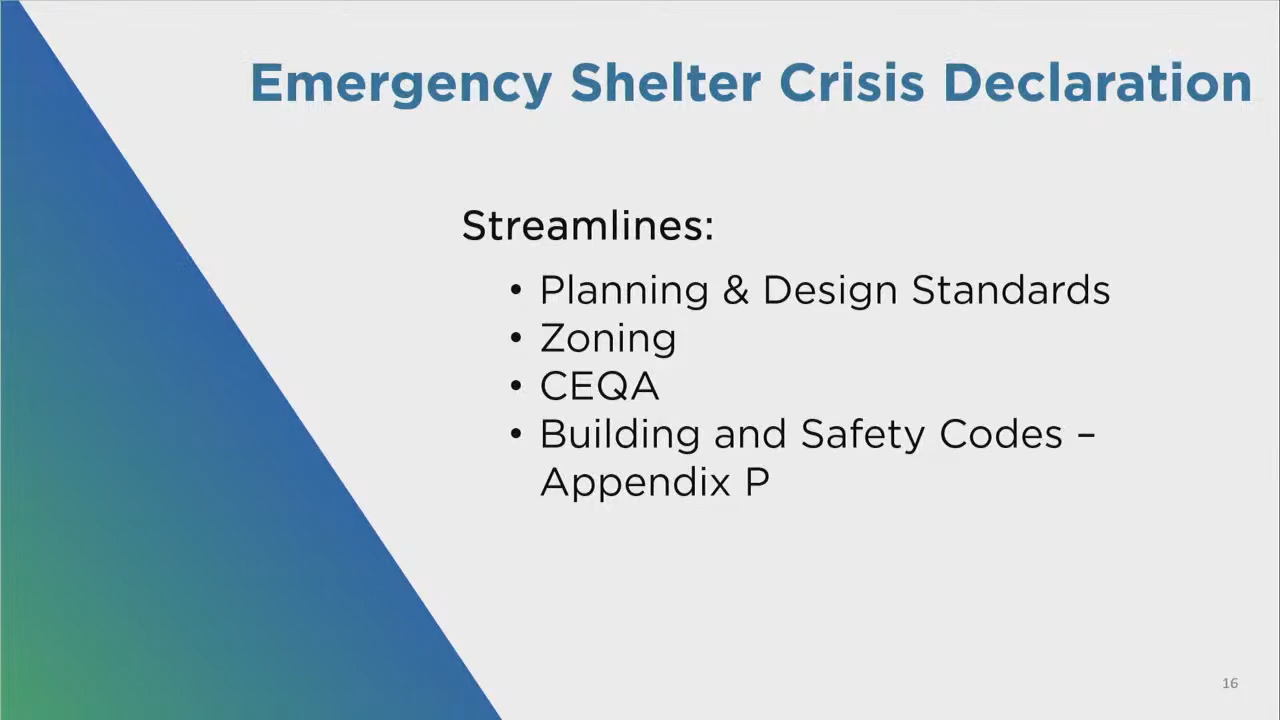 Emergency Shelter Crisis Declaration
Streamlines:
• Planning & Design Standards
• Zoning
• CEQA
• Building and Safety Codes –
Appendix P
16